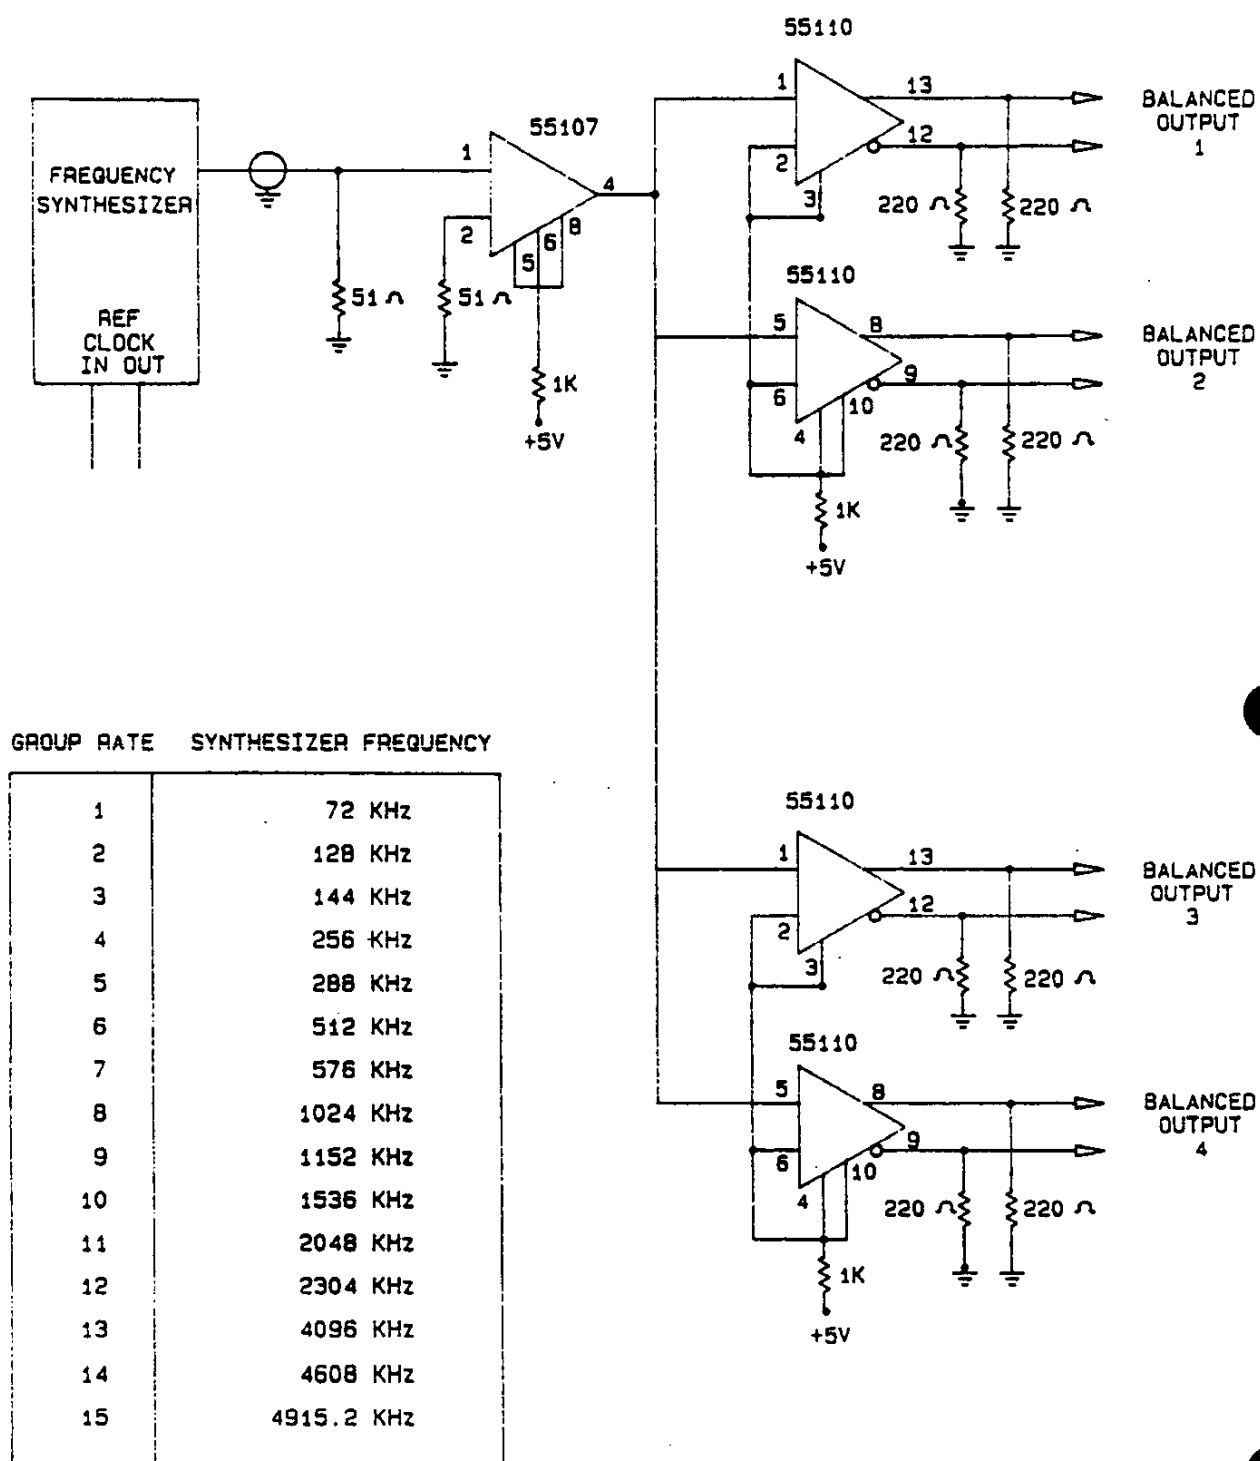 FREQUENCY
SYNTHESIZER
REF
CLOCK
IN OUT
51 Ω
51 Ω
55107
1
2
4
5
6
8
1K
+5V
55110
1
2
3
13
12
220 Ω
220 Ω
BALANCED
OUTPUT
1
55110
5
6
4
10
8
9
220 Ω
220 Ω
1K
+5V
BALANCED
OUTPUT
2
55110
1
2
3
13
12
220 Ω
220 Ω
BALANCED
OUTPUT
3
55110
5
6
4
10
8
9
220 Ω
220 Ω
1K
+5V
BALANCED
OUTPUT
4
GROUP RATE SYNTHESIZER FREQUENCY
1 72 KHz
2 128 KHz
3 144 KHz
4 256 KHz
5 288 KHz
6 512 KHz
7 576 KHz
8 1024 KHz
9 1152 KHz
10 1536 KHz
11 2048 KHz
12 2304 KHz
13 4096 KHz
14 4608 KHz
15 4915.2 KHz